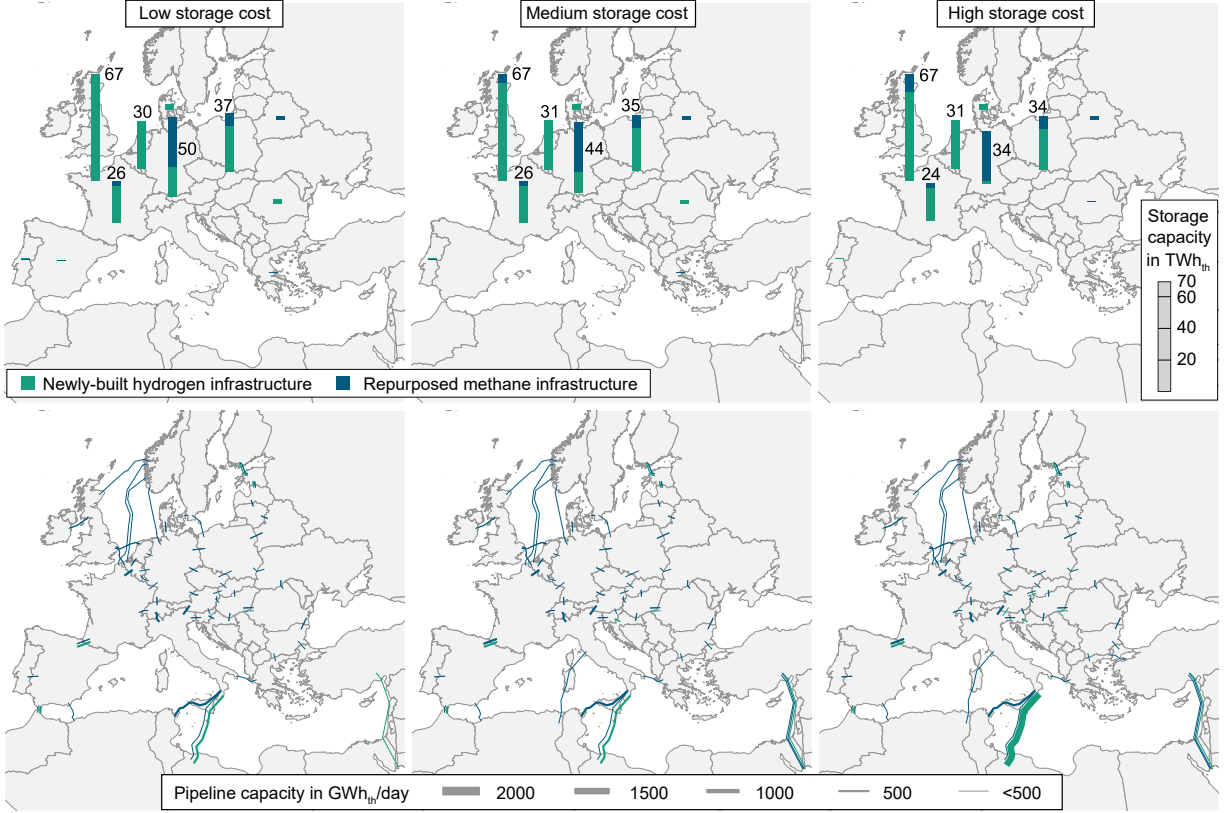 Low storage cost
Medium storage cost
High storage cost
67
30
37
50
26
67
31
35
44
26
67
31
34
34
24
Storage
capacity
in TWhth
70
60
40
20
Newly-built hydrogen infrastructure
Repurposed methane infrastructure
Pipeline capacity in GWhth/day
2000
1500
1000
500
<500